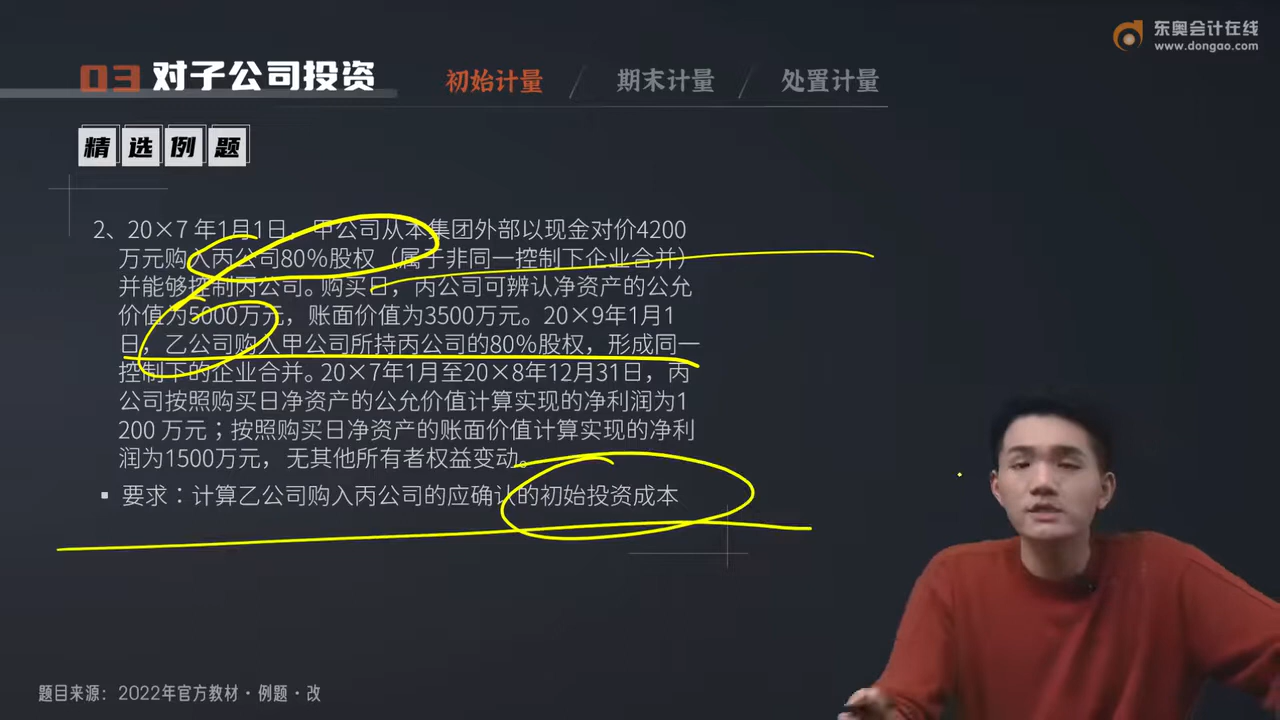 东奥会计在线
www.dongao.com
03 对子公司投资
初始计量 / 期末计量 / 处置计量
精选例题
2、20×7 年1月1日，甲公司从本集团外部以现金对价4200
万元购入丙公司80%股权（属于非同一控制下企业合并）
并能够控制丙公司。购买日，丙公司可辨认净资产的公允
价值为5000万元，账面价值为3500万元。20×9年1月1
日，乙公司购入甲公司所持丙公司的80%股权，形成同一
控制下的企业合并。20×7年1月至20×8年12月31日，丙
公司按照购买日净资产的公允价值计算实现的净利润为1
200 万元；按照购买日净资产的账面价值计算实现的净利
润为1500万元，无其他所有者权益变动。
▪ 要求：计算乙公司购入丙公司的应确认的初始投资成本
题目来源：2022年官方教材·例题·改